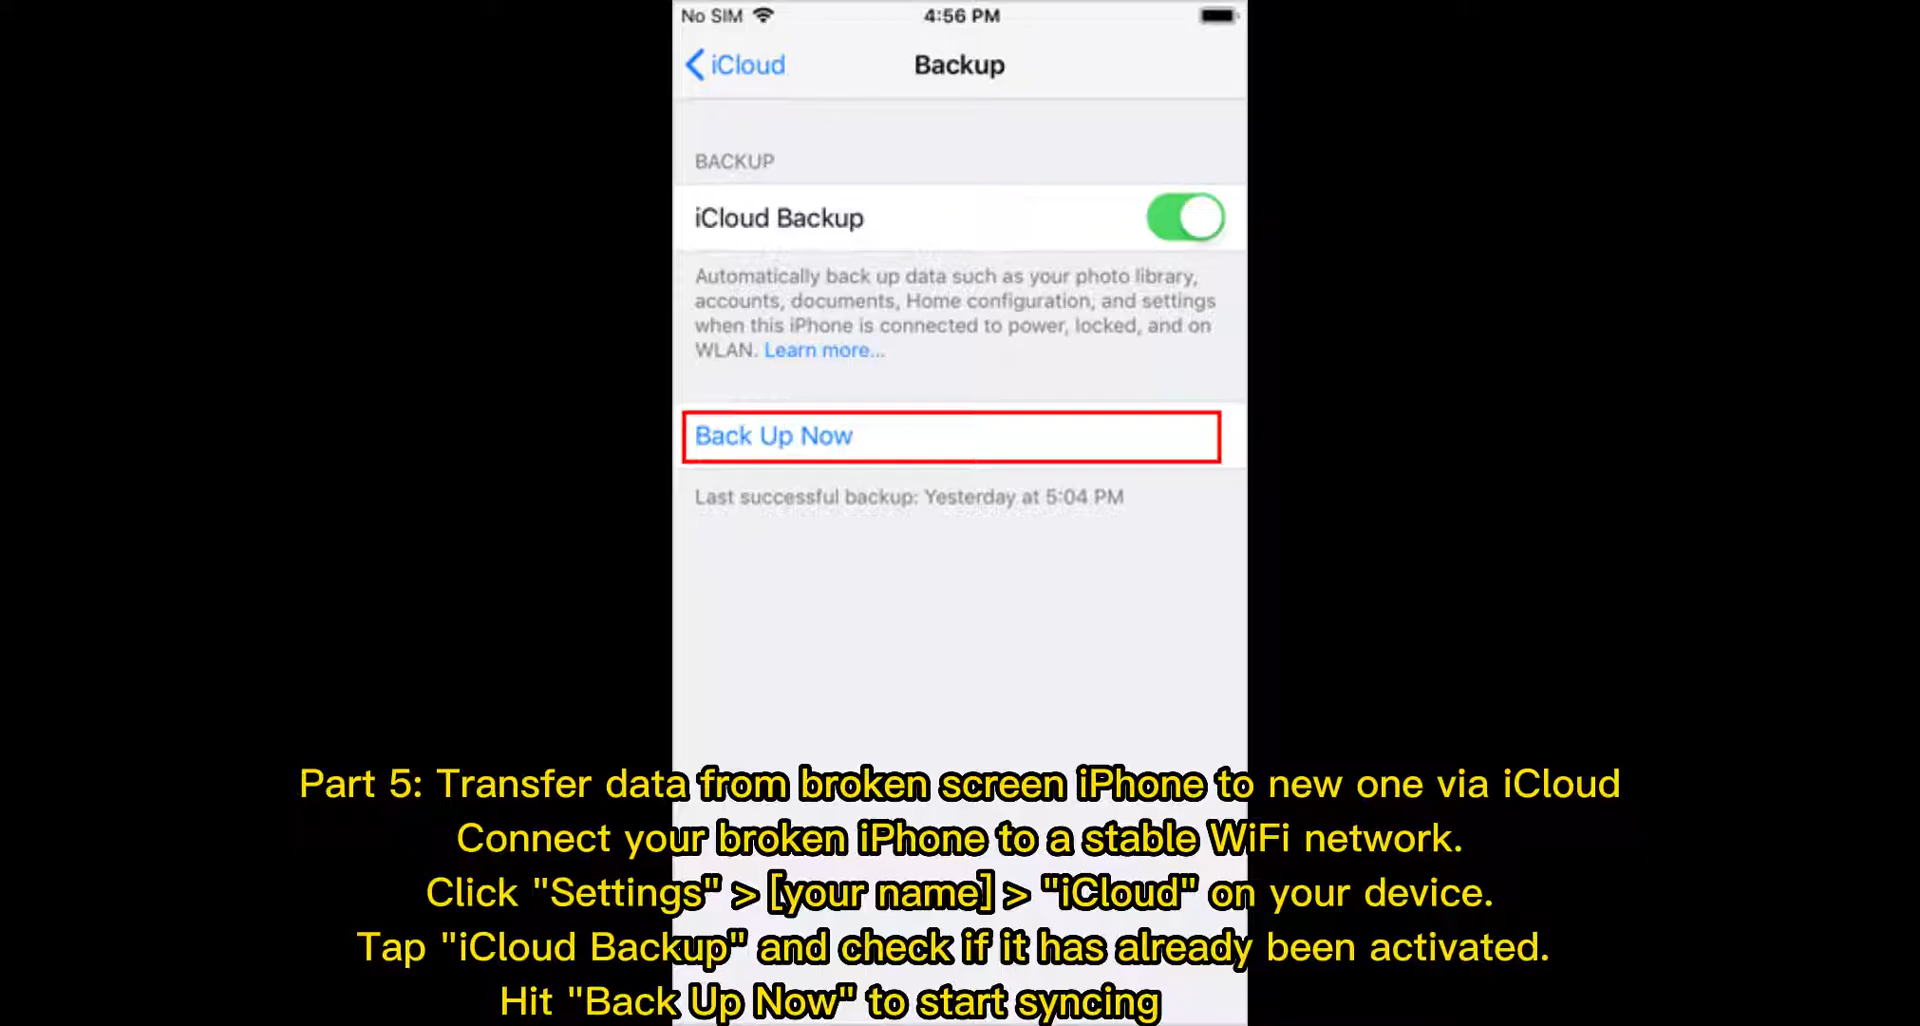 No SIM 4:56 PM
iCloud Backup
BACKUP
iCloud Backup
Automatically back up data such as your photo library,
accounts, documents, Home configuration, and settings
when this iPhone is connected to power, locked, and on
WLAN. Learn more...
Back Up Now
Last successful backup: Yesterday at 5:04 PM
Part 5: Transfer data from broken screen iPhone to new one via iCloud
Connect your broken iPhone to a stable WiFi network.
Click "Settings" > [your name] > "iCloud" on your device.
Tap "iCloud Backup" and check if it has already been activated.
Hit "Back Up Now" to start syncing